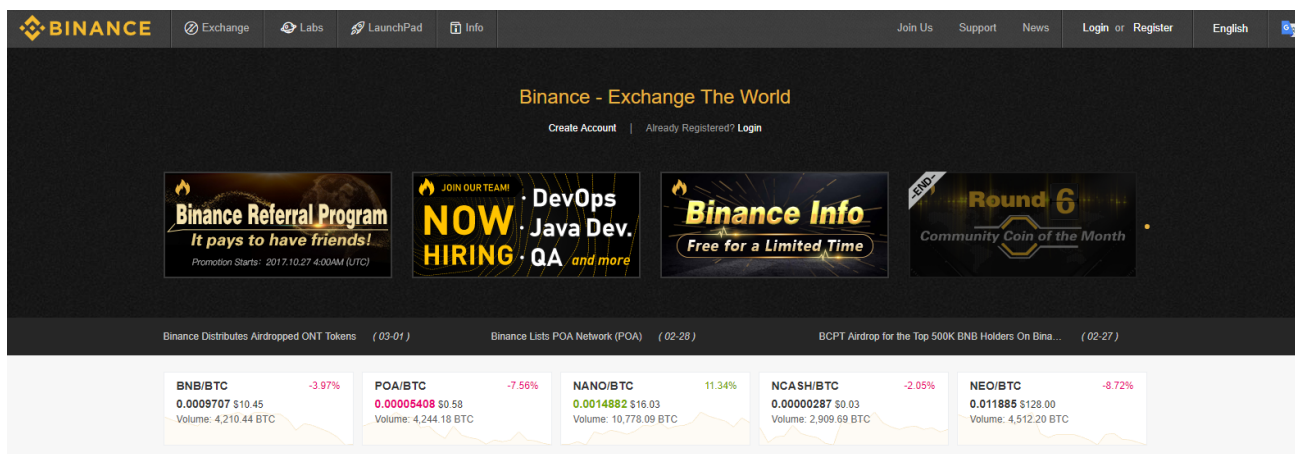 BINANCE Exchange Labs LaunchPad Info Join Us Support News Login or Register English
Binance - Exchange The World
Create Account | Already Registered? Login
Binance Referral Program
It pays to have friends!
Promotion Starts: 2017.10.27 4:00AM (UTC)
JOIN OUR TEAM!
NOW
HIRING
· DevOps
· Java Dev.
· QA and more
Binance Info
Free for a Limited Time
-END-
Round 6
Community Coin of the Month
Binance Distributes Airdropped ONT Tokens (03-01)
Binance Lists POA Network (POA) (02-28)
BCPT Airdrop for the Top 500K BNB Holders On Bina... (02-27)
BNB/BTC -3.97%
0.0009707 $10.45
Volume: 4,210.44 BTC
POA/BTC -7.56%
0.00005408 $0.58
Volume: 4,244.18 BTC
NANO/BTC 11.34%
0.0014882 $16.03
Volume: 10,778.09 BTC
NCASH/BTC -2.05%
0.00000287 $0.03
Volume: 2,909.69 BTC
NEO/BTC -8.72%
0.011885 $128.00
Volume: 4,512.20 BTC